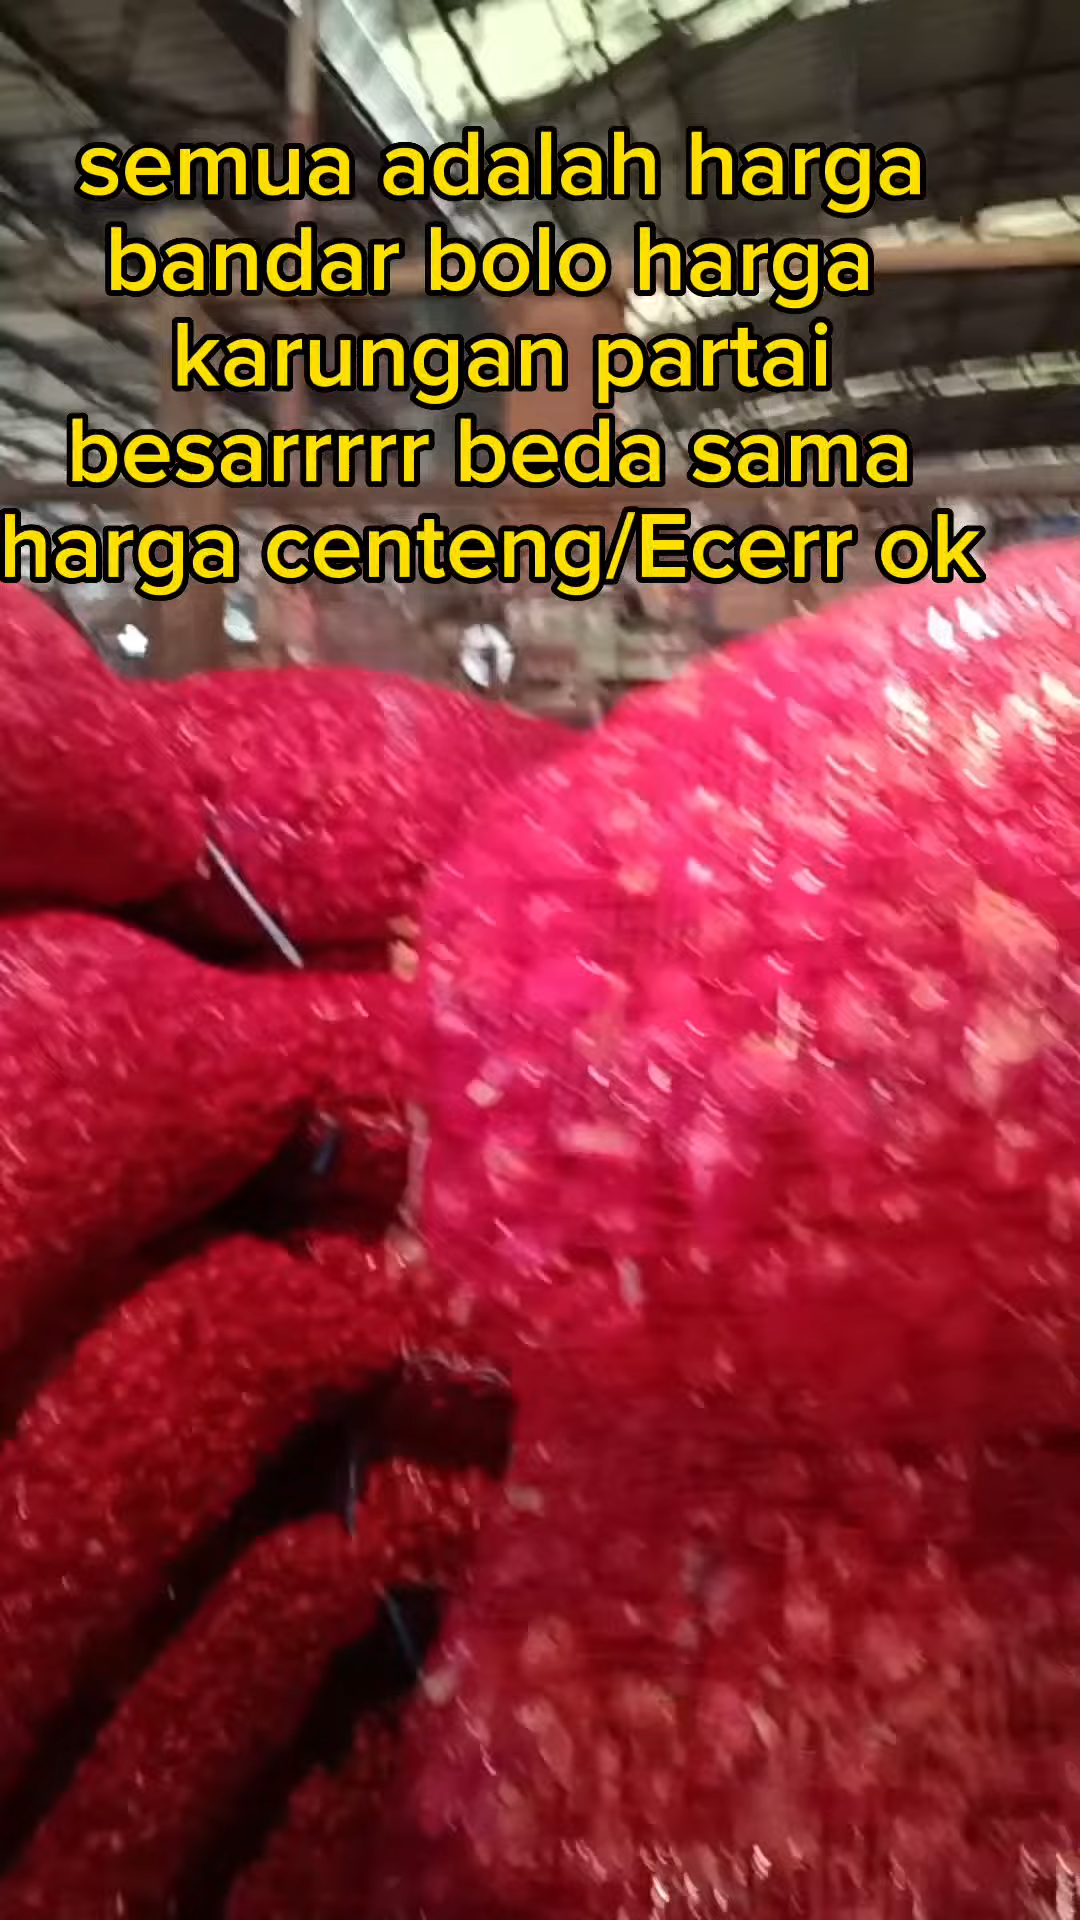 semua adalah harga
bandar bolo harga
karungan partai
besarrrrr beda sama
harga centeng/Ecerr ok